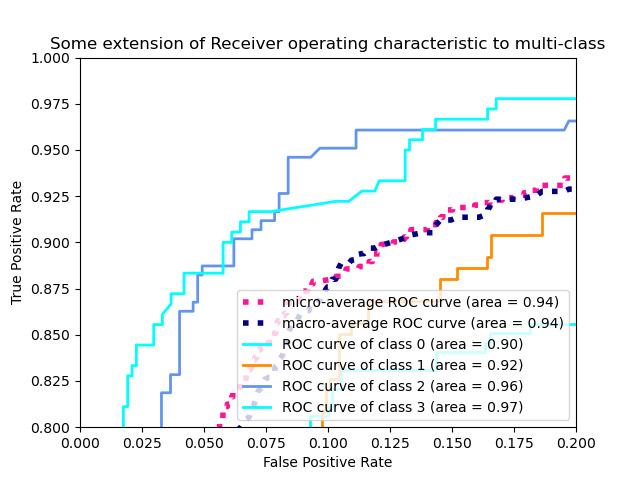 Some extension of Receiver operating characteristic to multi-class
1.000
0.975
0.950
0.925
0.900
0.875
0.850
0.825
0.800
True Positive Rate
micro-average ROC curve (area = 0.94)
macro-average ROC curve (area = 0.94)
ROC curve of class 0 (area = 0.90)
ROC curve of class 1 (area = 0.92)
ROC curve of class 2 (area = 0.96)
ROC curve of class 3 (area = 0.97)
0.000 0.025 0.050 0.075 0.100 0.125 0.150 0.175 0.200
False Positive Rate